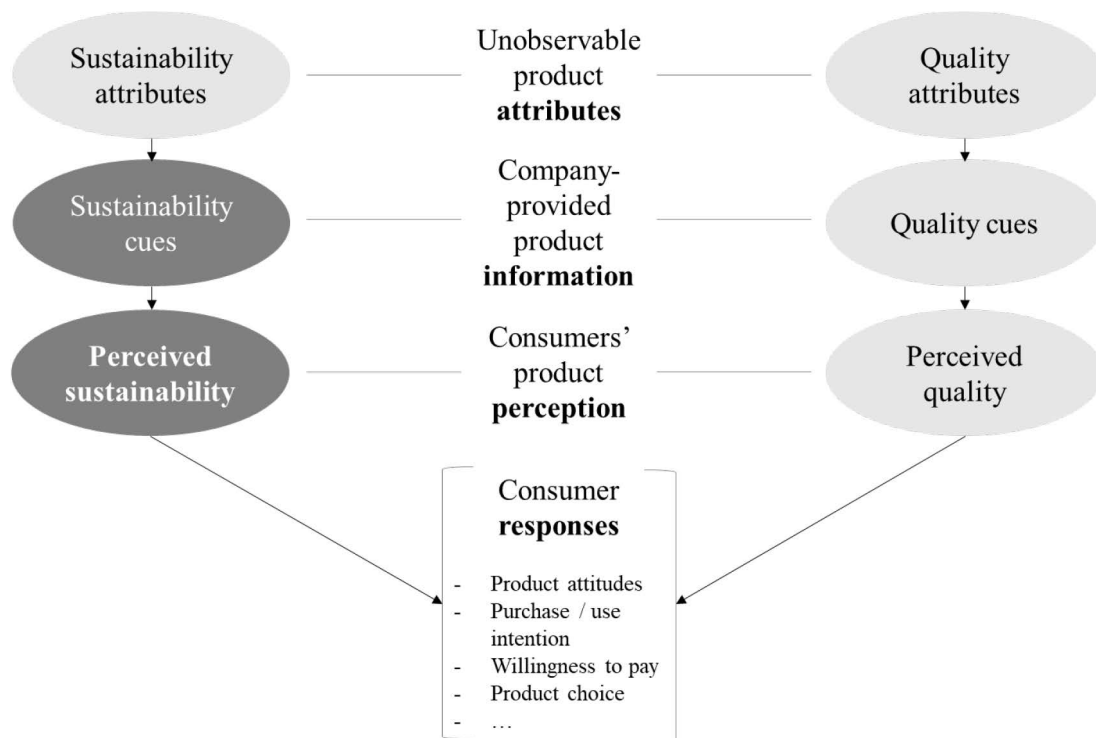 Sustainability
attributes
Unobservable
product
attributes
Quality
attributes
Sustainability
cues
Company-
provided
product
information
Quality cues
Perceived
sustainability
Consumers’
product
perception
Perceived
quality
Consumer
responses
- Product attitudes
- Purchase / use
intention
- Willingness to pay
- Product choice
- …